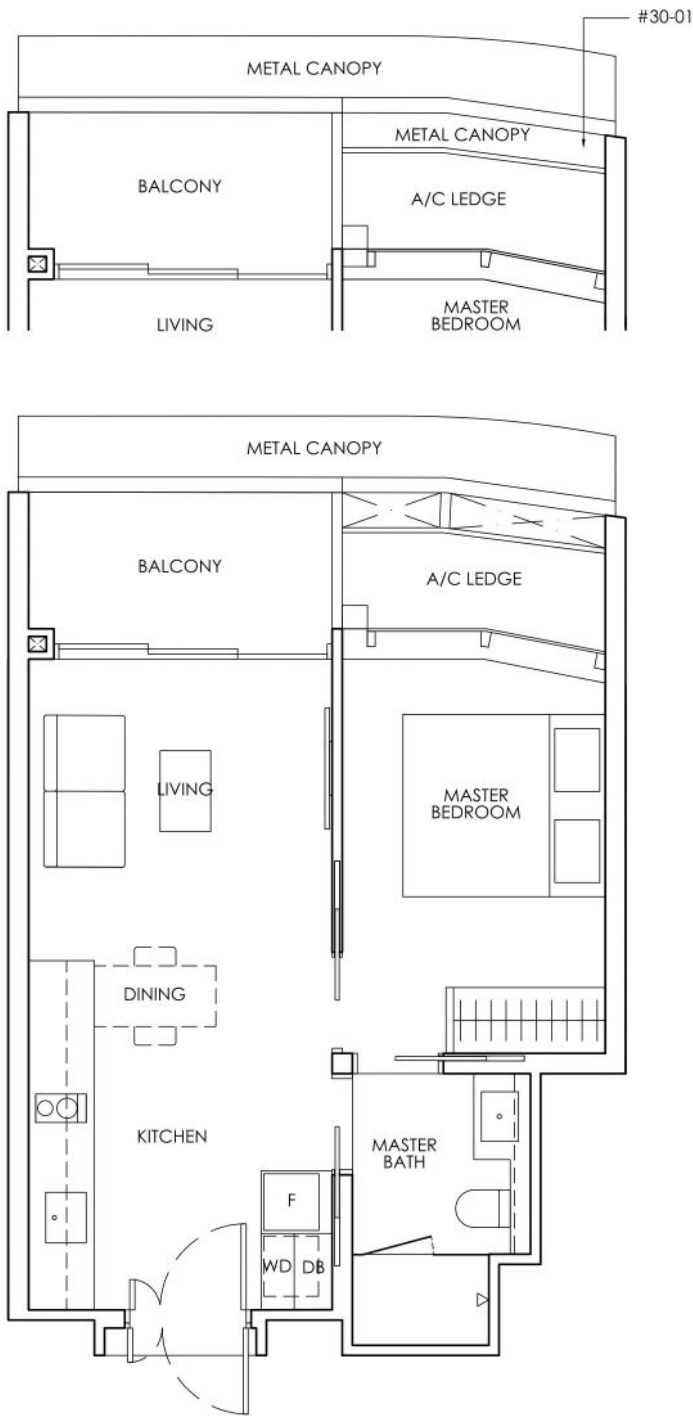 #30-01
METAL CANOPY
METAL CANOPY
BALCONY
A/C LEDGE
LIVING
MASTER
BEDROOM
METAL CANOPY
BALCONY
A/C LEDGE
LIVING
MASTER
BEDROOM
DINING
KITCHEN
MASTER
BATH
F
WD
DB